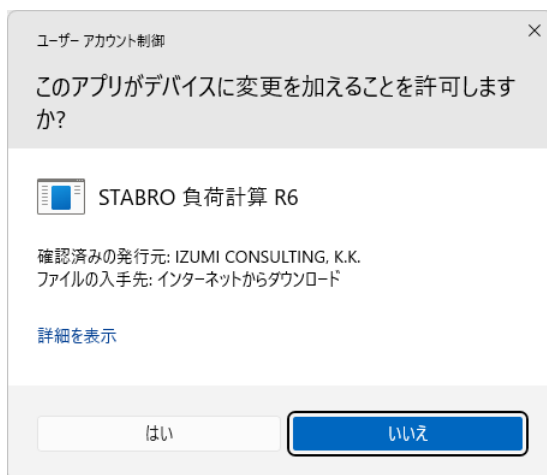 ユーザー アカウント制御
このアプリがデバイスに変更を加えることを許可します
か?
STABRO 負荷計算 R6
確認済みの発行元: IZUMI CONSULTING, K.K.
ファイルの入手先: インターネットからダウンロード
詳細を表示
はい
いいえ